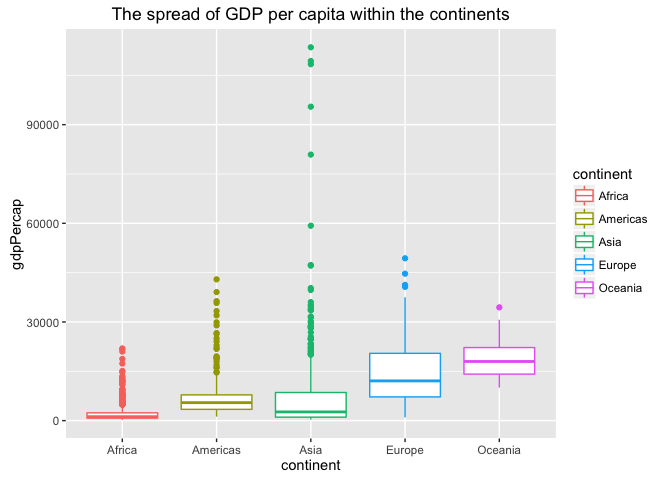 The spread of GDP per capita within the continents
gdpPercap
90000
60000
30000
0
Africa
Americas
Asia
Europe
Oceania
continent
continent
Africa
Americas
Asia
Europe
Oceania